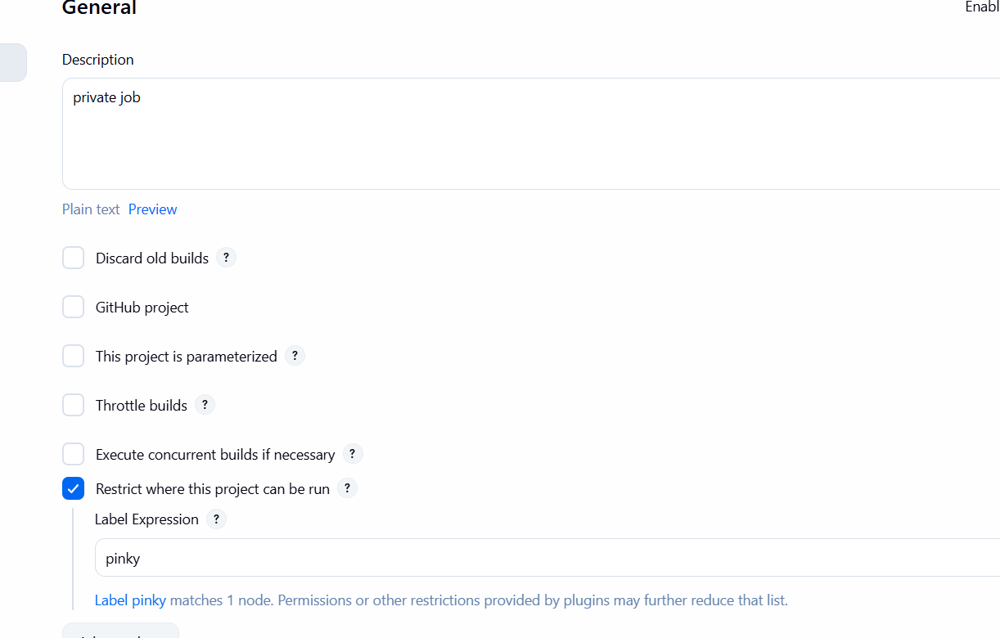 General
Enabl
Description
private job
Plain text Preview
Discard old builds ?
GitHub project
This project is parameterized ?
Throttle builds ?
Execute concurrent builds if necessary ?
Restrict where this project can be run ?
Label Expression ?
pinky
Label pinky matches 1 node. Permissions or other restrictions provided by plugins may further reduce that list.